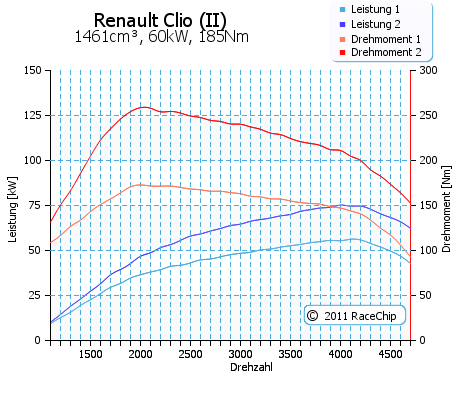 Renault Clio (II)
1461cm³, 60kW, 185Nm
Leistung 1
Leistung 2
Drehmoment 1
Drehmoment 2
150
125
100
75
50
25
0
Leistung [kW]
300
250
200
150
100
50
0
Drehmoment [Nm]
1500 2000 2500 3000 3500 4000 4500
Drehzahl
© 2011 RaceChip